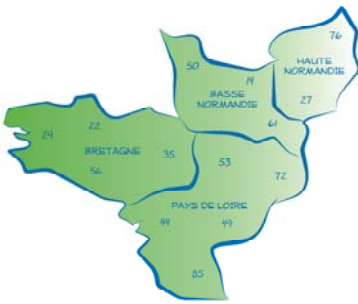 76
HAUTE
NORMANDIE
27
50
14
BASSE
NORMANDIE
61
29
22
BRETAGNE
35
56
53
72
PAYS DE LOIRE
44
49
85